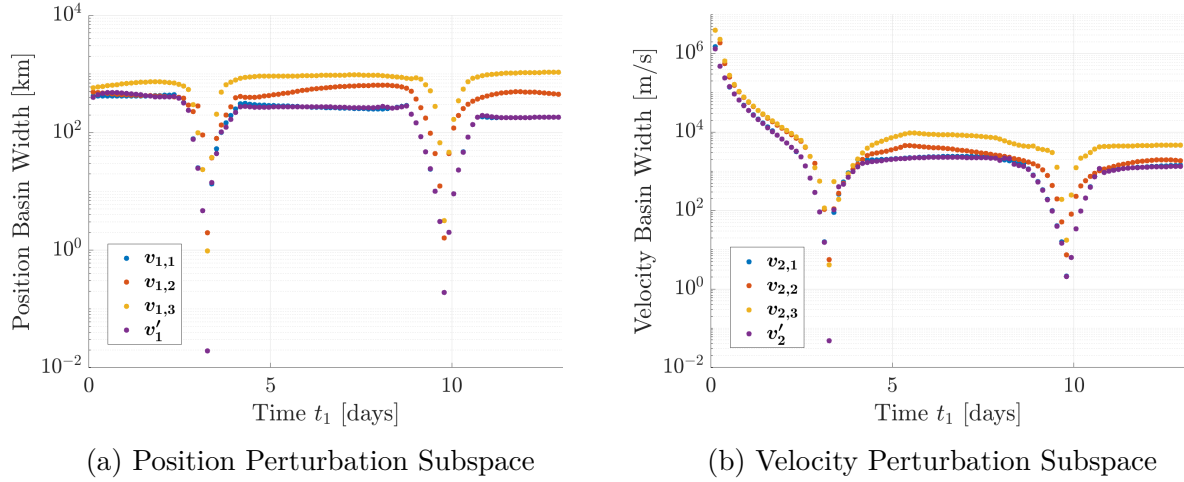 10^4
10^2
10^0
10^{-2}
Position Basin Width [km]
v_{1,1}
v_{1,2}
v_{1,3}
v'_1
0
5
10
Time t_1 [days]
(a) Position Perturbation Subspace
10^6
10^4
10^2
10^0
10^{-2}
Velocity Basin Width [m/s]
v_{2,1}
v_{2,2}
v_{2,3}
v'_2
0
5
10
Time t_1 [days]
(b) Velocity Perturbation Subspace